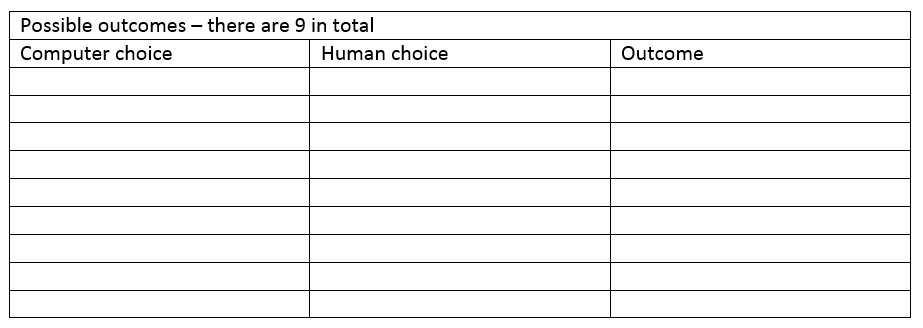 Possible outcomes – there are 9 in total
Computer choice Human choice Outcome